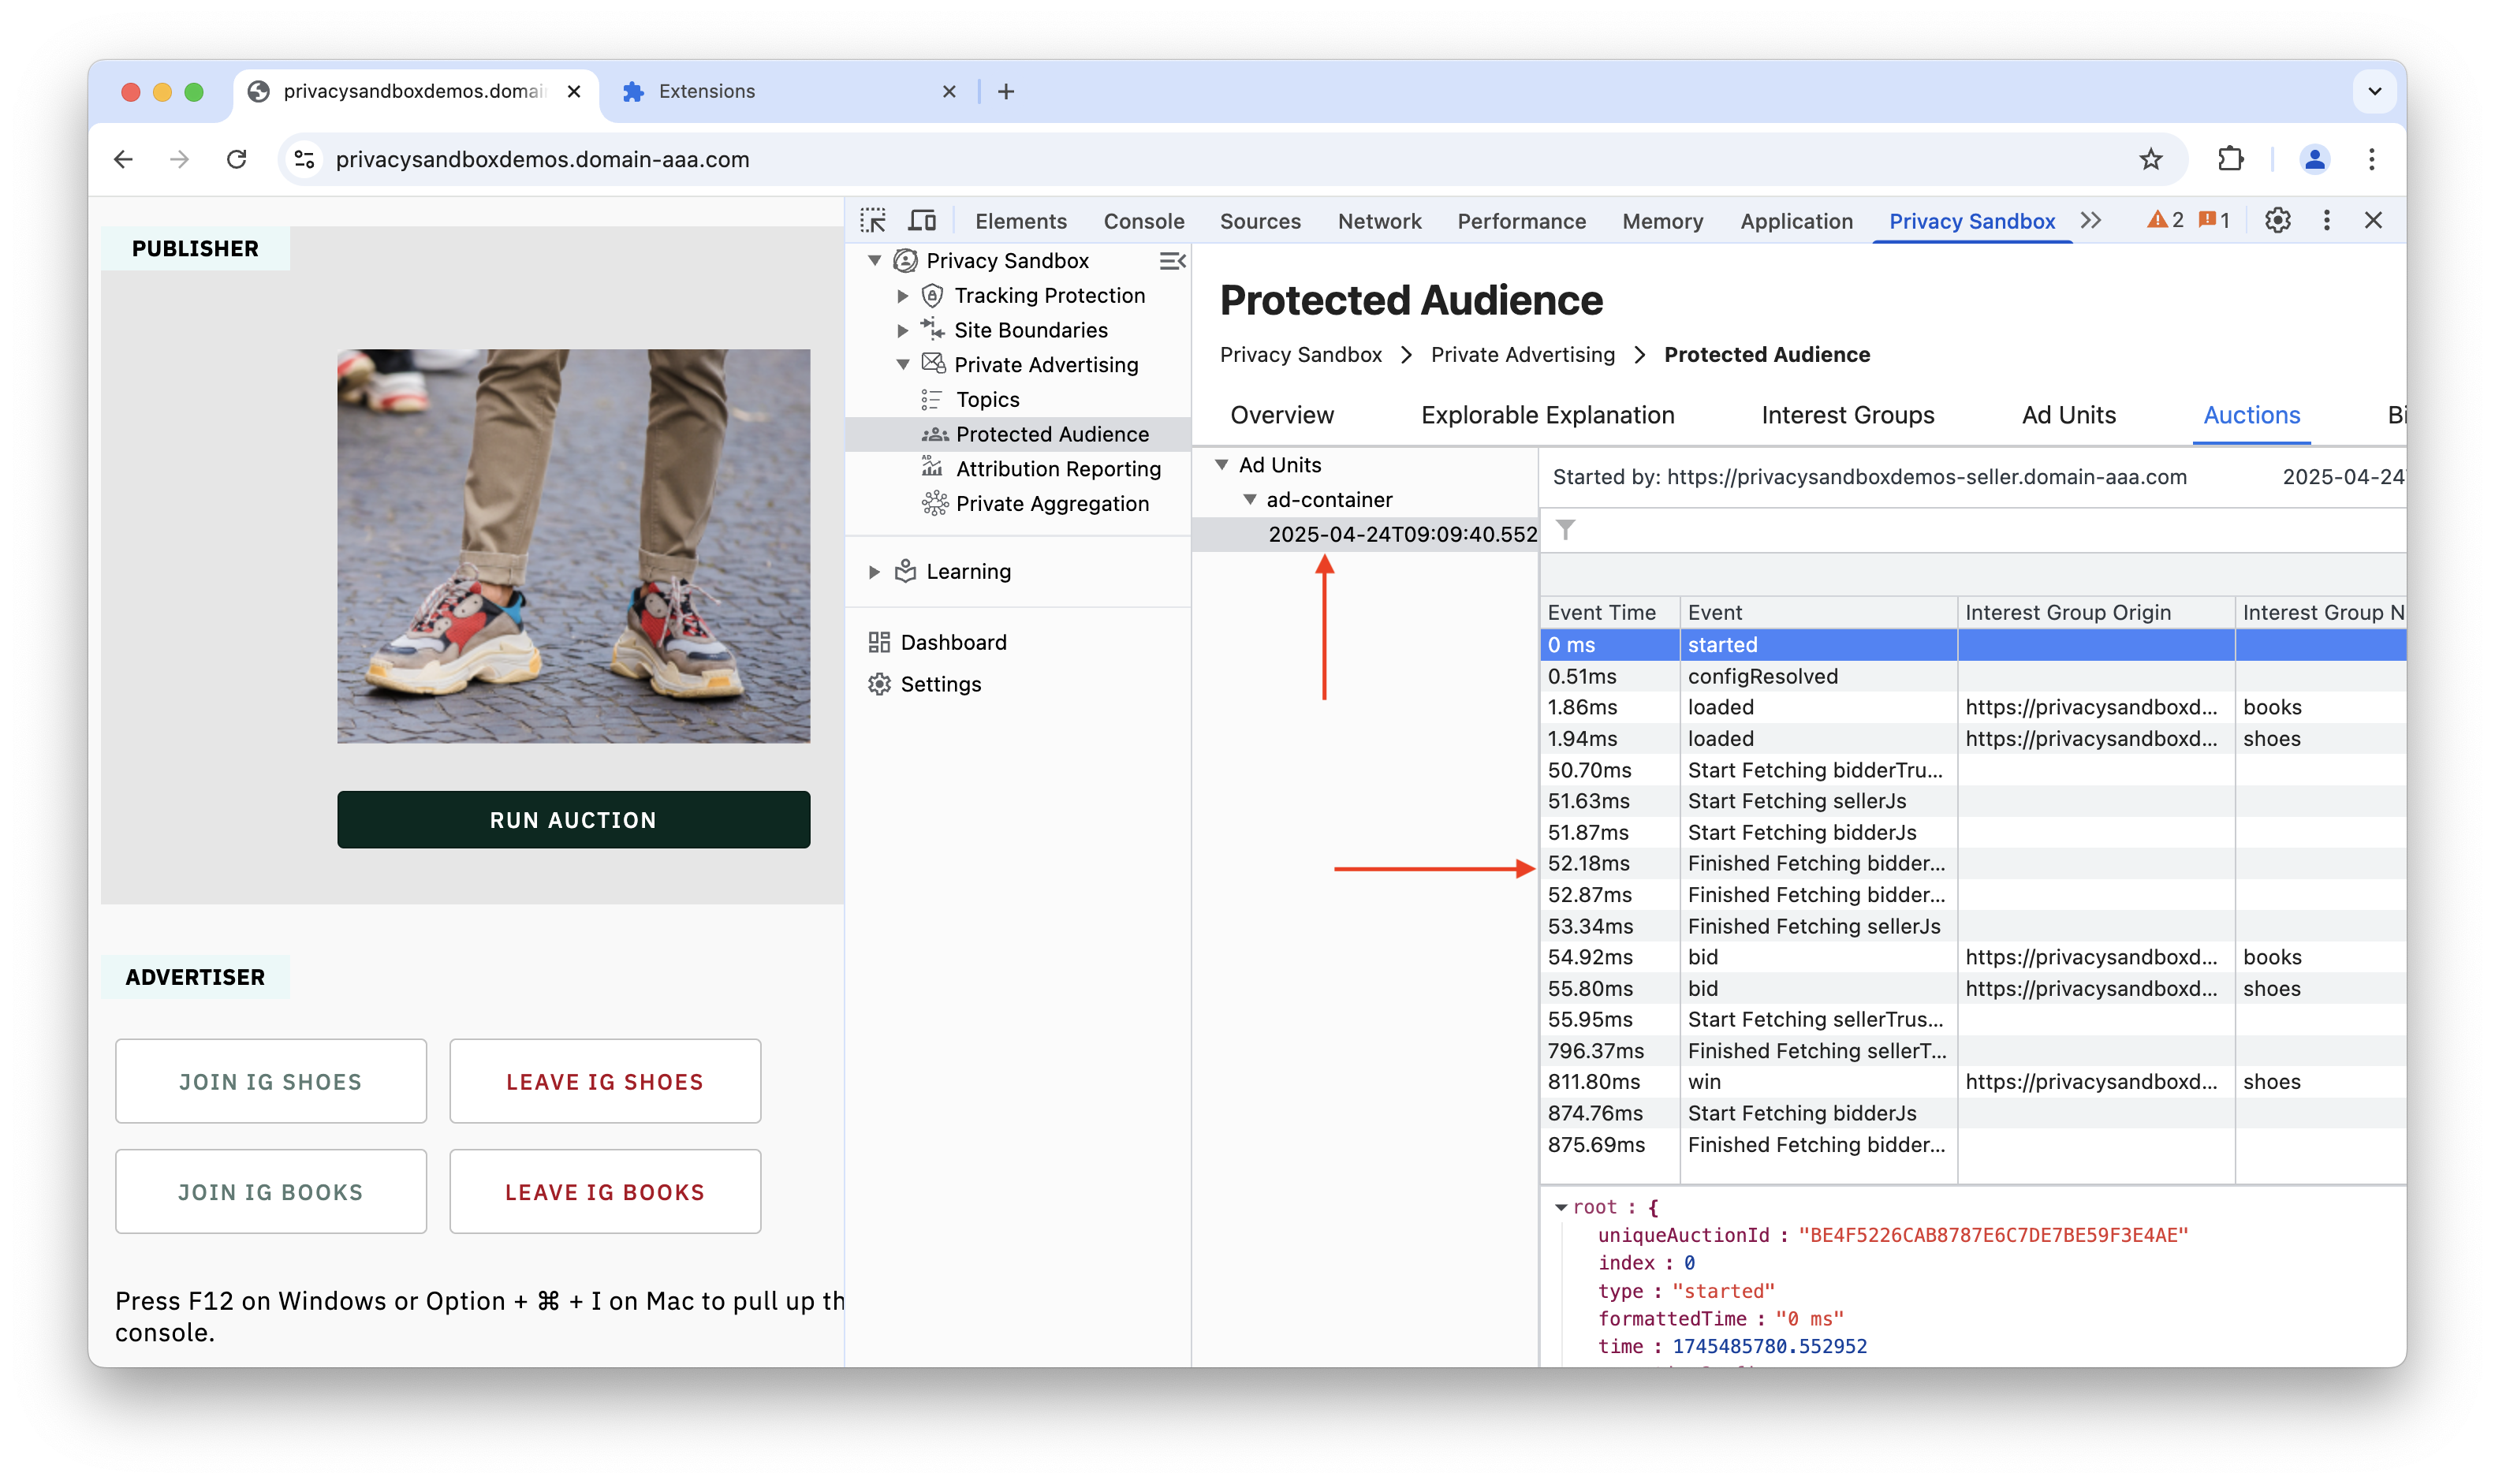 privacysandboxdemos.domai
Extensions
privacysandboxdemos.domain-aaa.com
PUBLISHER
RUN AUCTION
ADVERTISER
JOIN IG SHOES
LEAVE IG SHOES
JOIN IG BOOKS
LEAVE IG BOOKS
Press F12 on Windows or Option + ⌘ + I on Mac to pull up th
console.
Elements
Console
Sources
Network
Performance
Memory
Application
Privacy Sandbox
2
1
Privacy Sandbox
Tracking Protection
Site Boundaries
Private Advertising
Topics
Protected Audience
Attribution Reporting
Private Aggregation
Learning
Dashboard
Settings
Protected Audience
Privacy Sandbox > Private Advertising > Protected Audience
Overview
Explorable Explanation
Interest Groups
Ad Units
Auctions
Bi
Ad Units
ad-container
2025-04-24T09:09:40.552
Started by: https://privacysandboxdemos-seller.domain-aaa.com
2025-04-24
Event Time Event Interest Group Origin Interest Group N
0 ms started
0.51ms configResolved
1.86ms loaded https://privacysandboxd... books
1.94ms loaded https://privacysandboxd... shoes
50.70ms Start Fetching bidderTru...
51.63ms Start Fetching sellerJs
51.87ms Start Fetching bidderJs
52.18ms Finished Fetching bidder...
52.87ms Finished Fetching bidder...
53.34ms Finished Fetching sellerJs
54.92ms bid https://privacysandboxd... books
55.80ms bid https://privacysandboxd... shoes
55.95ms Start Fetching sellerTrus...
796.37ms Finished Fetching sellerT...
811.80ms win https://privacysandboxd... shoes
874.76ms Start Fetching bidderJs
875.69ms Finished Fetching bidder...
root : {
uniqueAuctionId : "BE4F5226CAB8787E6C7DE7BE59F3E4AE"
index : 0
type : "started"
formattedTime : "0 ms"
time : 1745485780.552952